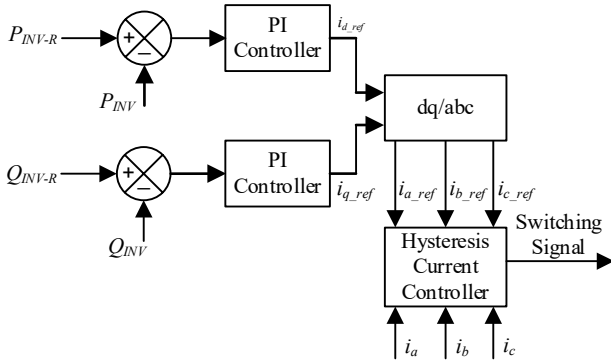 P_INV-R
+
−
P_INV
PI
Controller
i_d_ref
dq/abc
Q_INV-R
+
−
Q_INV
PI
Controller
i_q_ref
i_a_ref
i_b_ref
i_c_ref
Hysteresis
Current
Controller
Switching
Signal
i_a
i_b
i_c